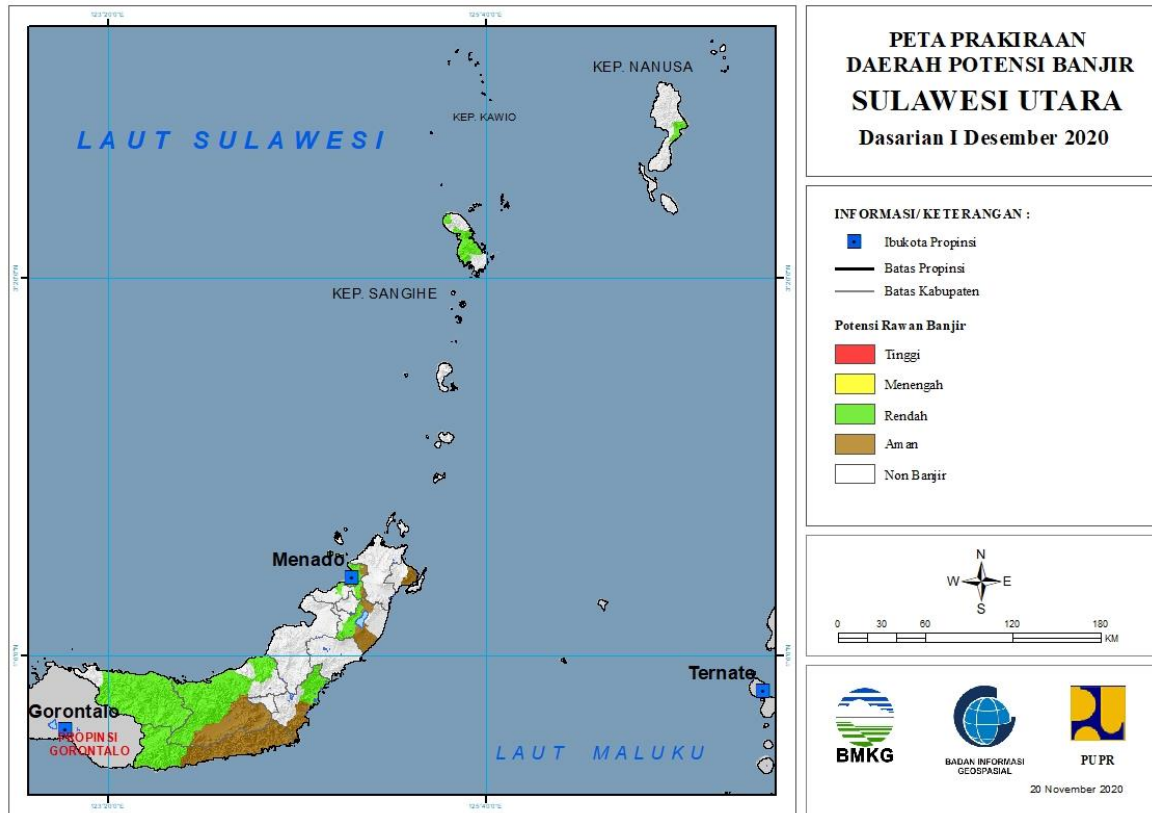 PETA PRAKIRAAN
DAERAH POTENSI BANJIR
SULAWESI UTARA
Dasarian I Desember 2020
INFORMASI/ KETERANGAN :
Ibukota Propinsi
Batas Propinsi
Batas Kabupaten
Potensi Rawan Banjir
Tinggi
Menengah
Rendah
Aman
Non Banjir
N
W E
S
0 30 60 120 180
KM
BMKG
BADAN INFORMASI
GEOSPASIAL
PUPR
20 November 2020
KEP. NANUSA
KEP. KAWIO
LAUT SULAWESI
KEP. SANGIHE
Menado
Ternate
Gorontalo
PROPINSI
GORONTALO
LAUT MALUKU